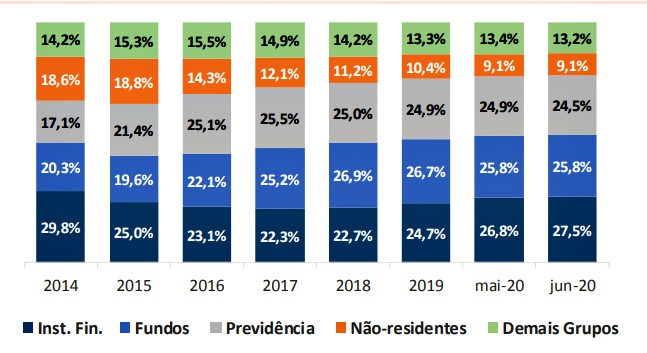 14,2% 15,3% 15,5% 14,9% 14,2% 13,3% 13,4% 13,2%
18,6% 18,8% 14,3% 12,1% 11,2% 10,4% 9,1% 9,1%
17,1% 21,4% 25,1% 25,5% 25,0% 24,9% 24,9% 24,5%
20,3% 19,6% 22,1% 25,2% 26,9% 26,7% 25,8% 25,8%
29,8% 25,0% 23,1% 22,3% 22,7% 24,7% 26,8% 27,5%
2014 2015 2016 2017 2018 2019 mai-20 jun-20
Inst. Fin. Fundos Previdência Não-residentes Demais Grupos